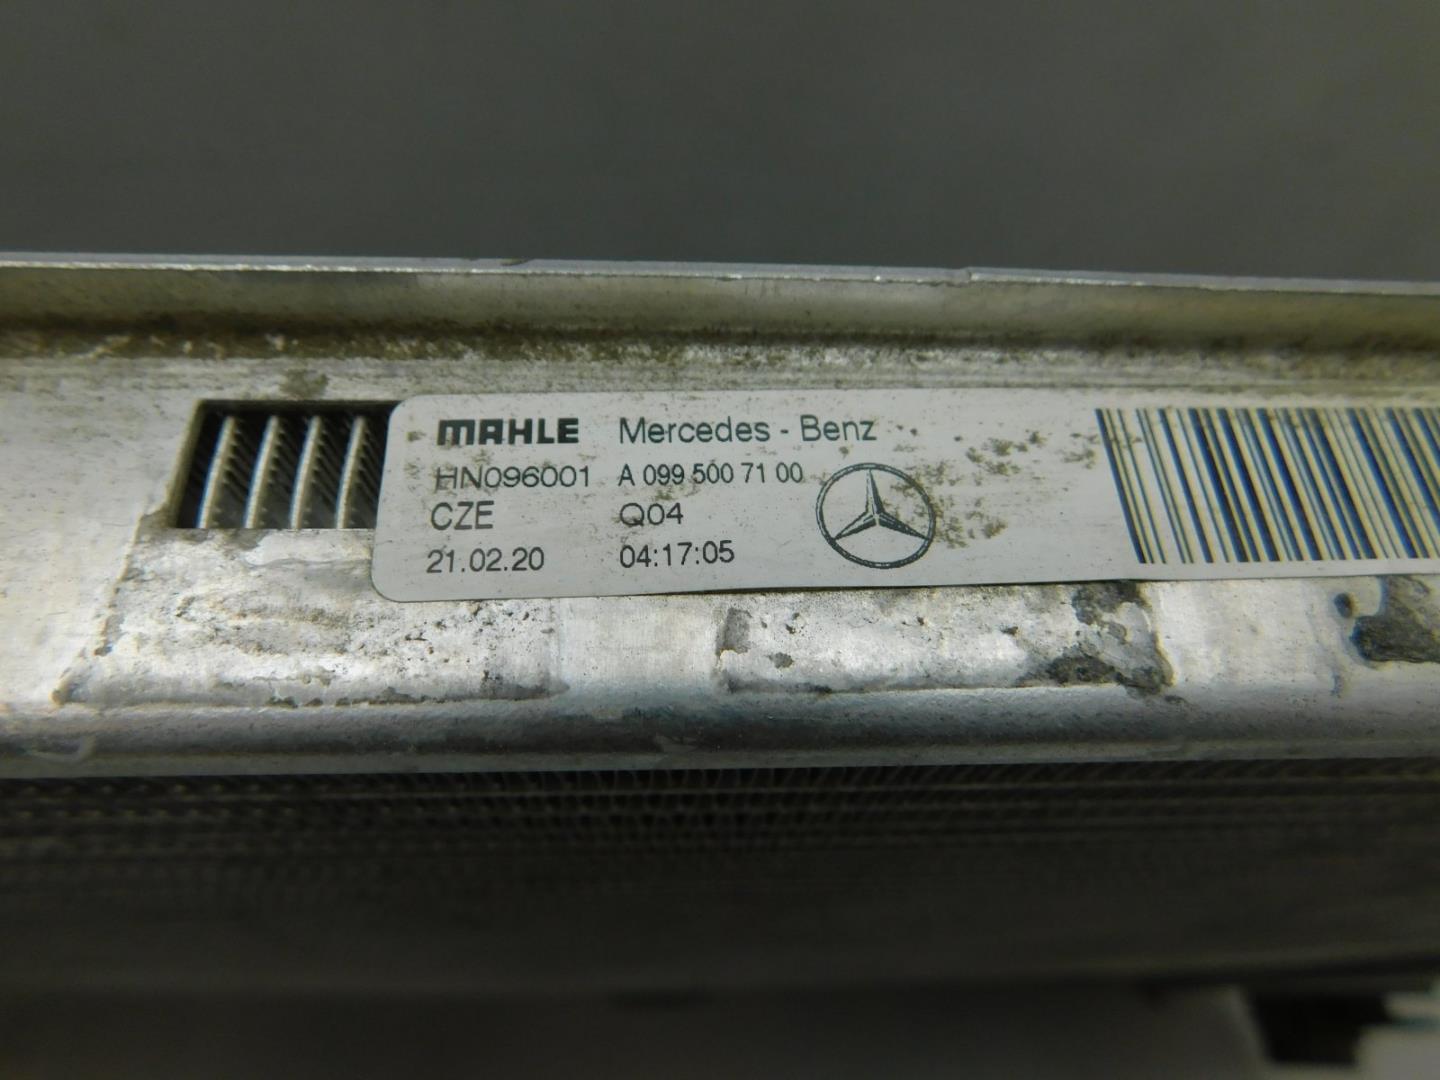 MAHLE Mercedes - Benz
HN096001 A 099 500 71 00
CZE Q04
21.02.20 04:17:05